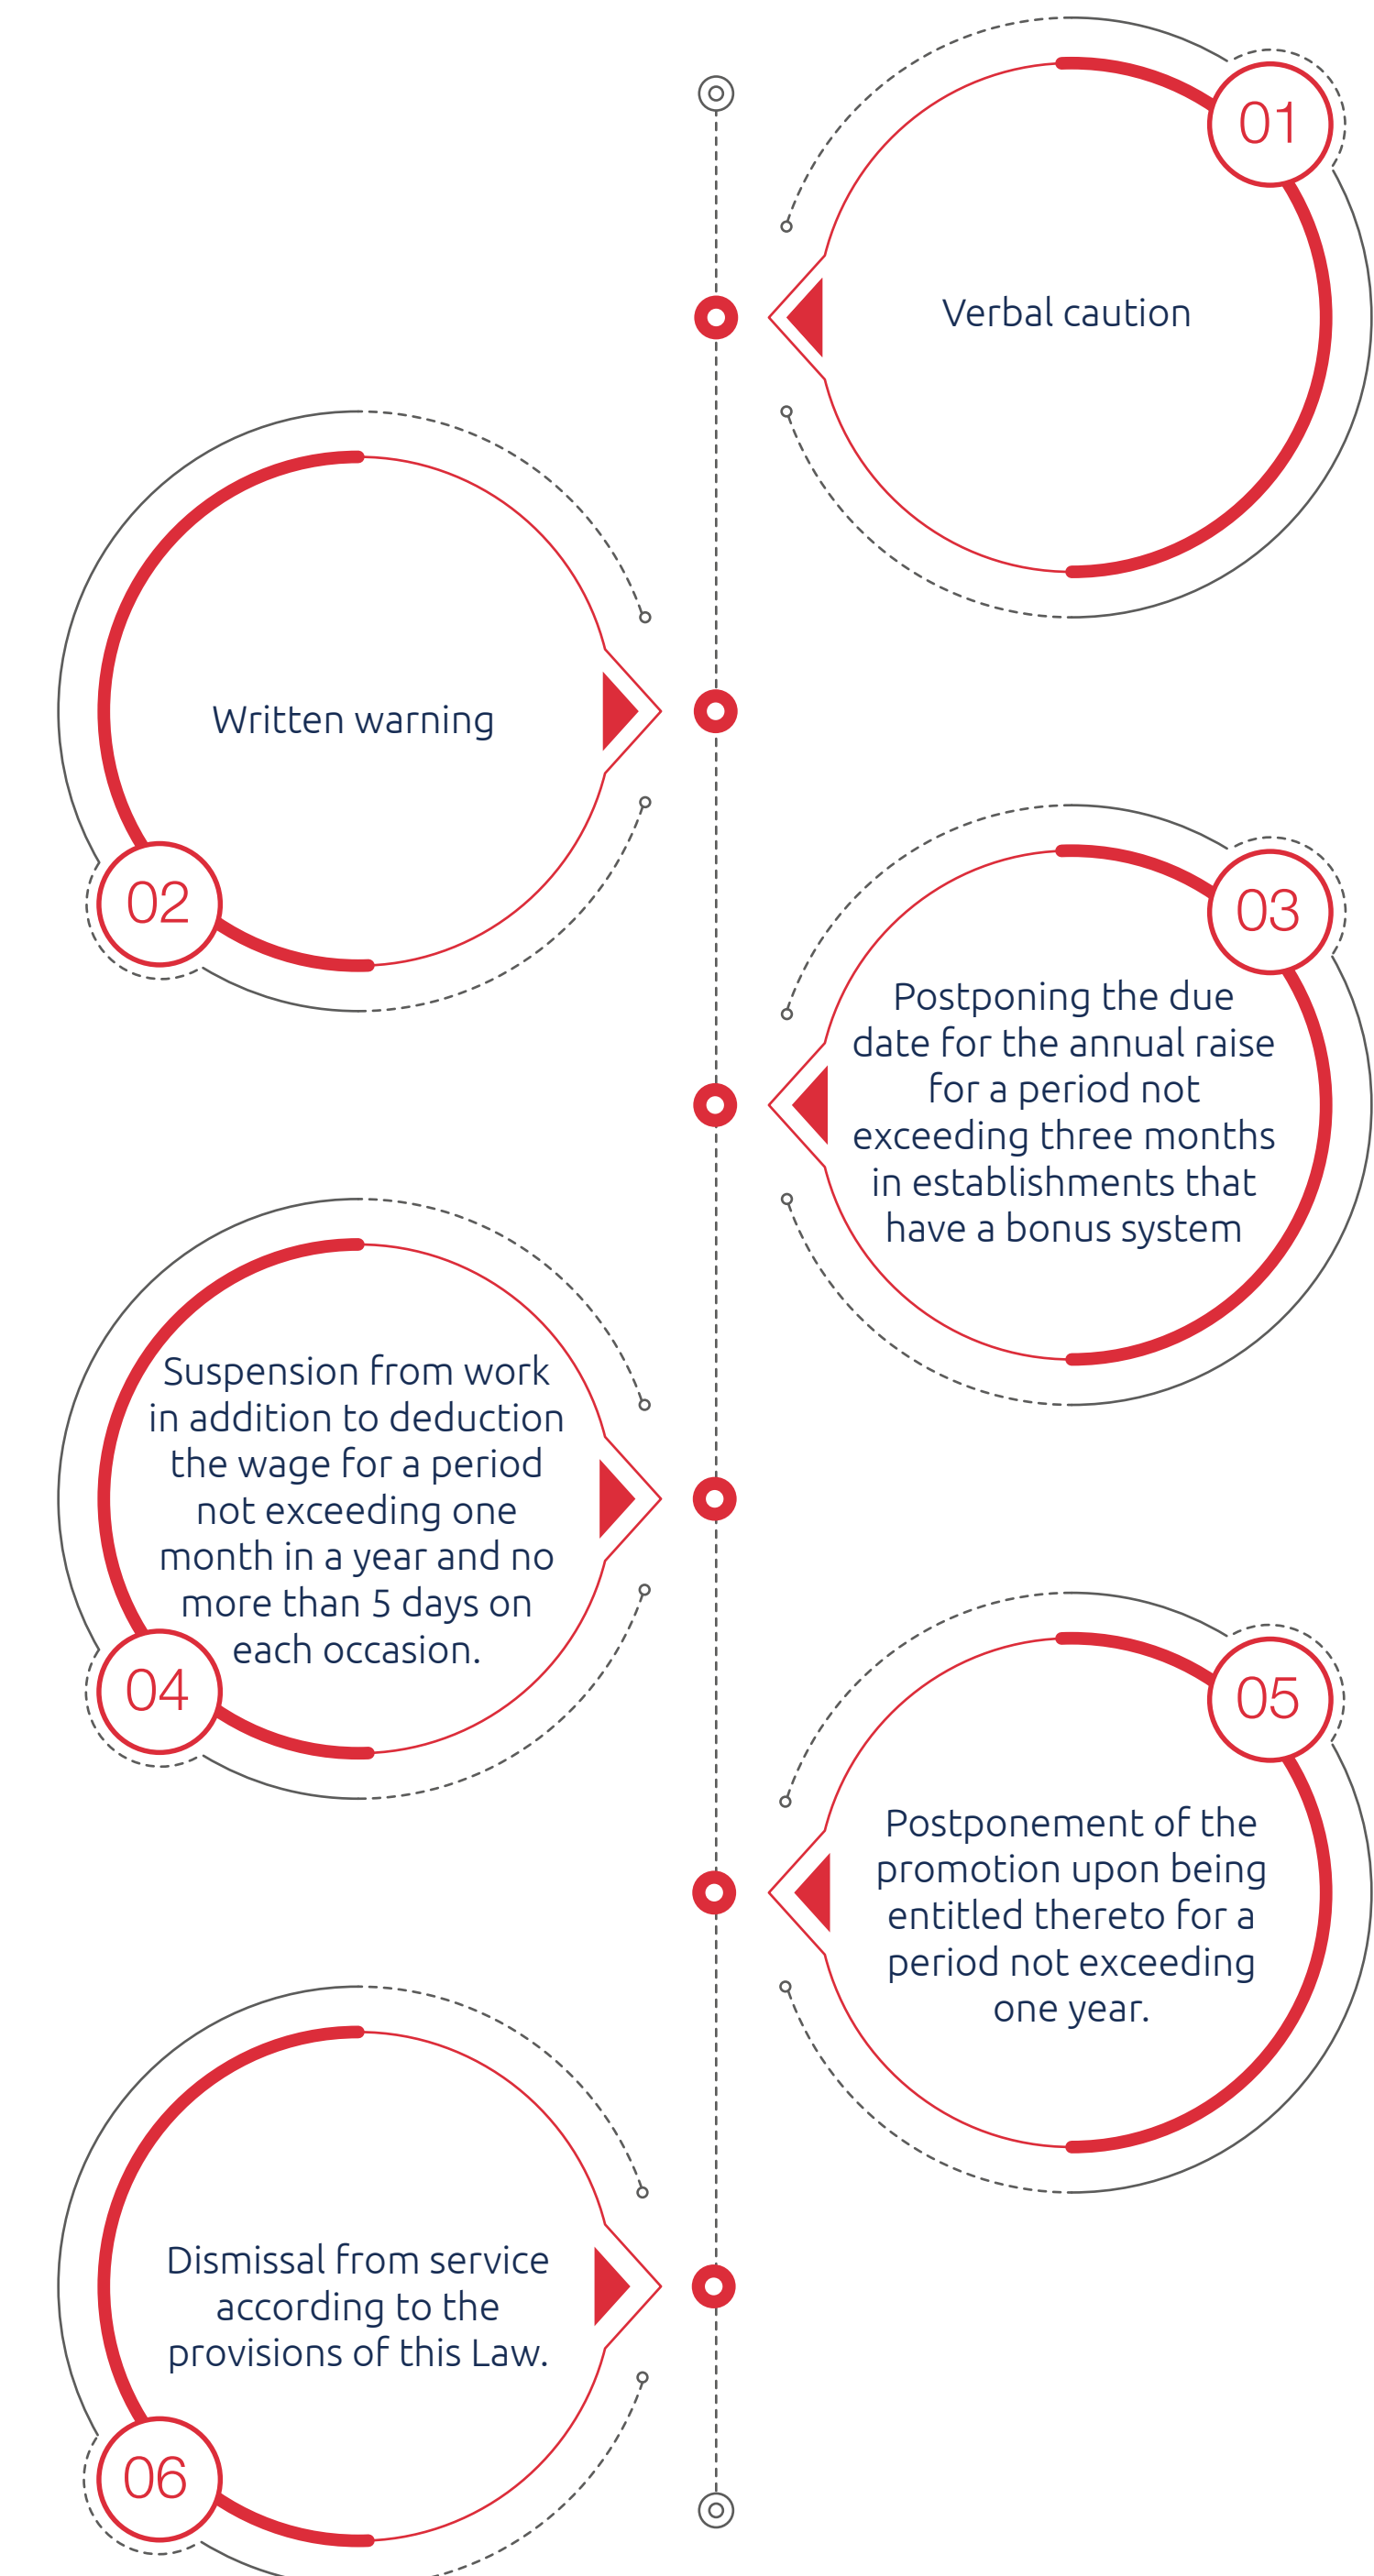 01
Verbal caution
Written warning
02
03
Postponing the due
date for the annual raise
for a period not
exceeding three months
in establishments that
have a bonus system
Suspension from work
in addition to deduction
the wage for a period
not exceeding one
month in a year and no
more than 5 days on
each occasion.
04
05
Postponement of the
promotion upon being
entitled thereto for a
period not exceeding
one year.
Dismissal from service
according to the
provisions of this Law.
06